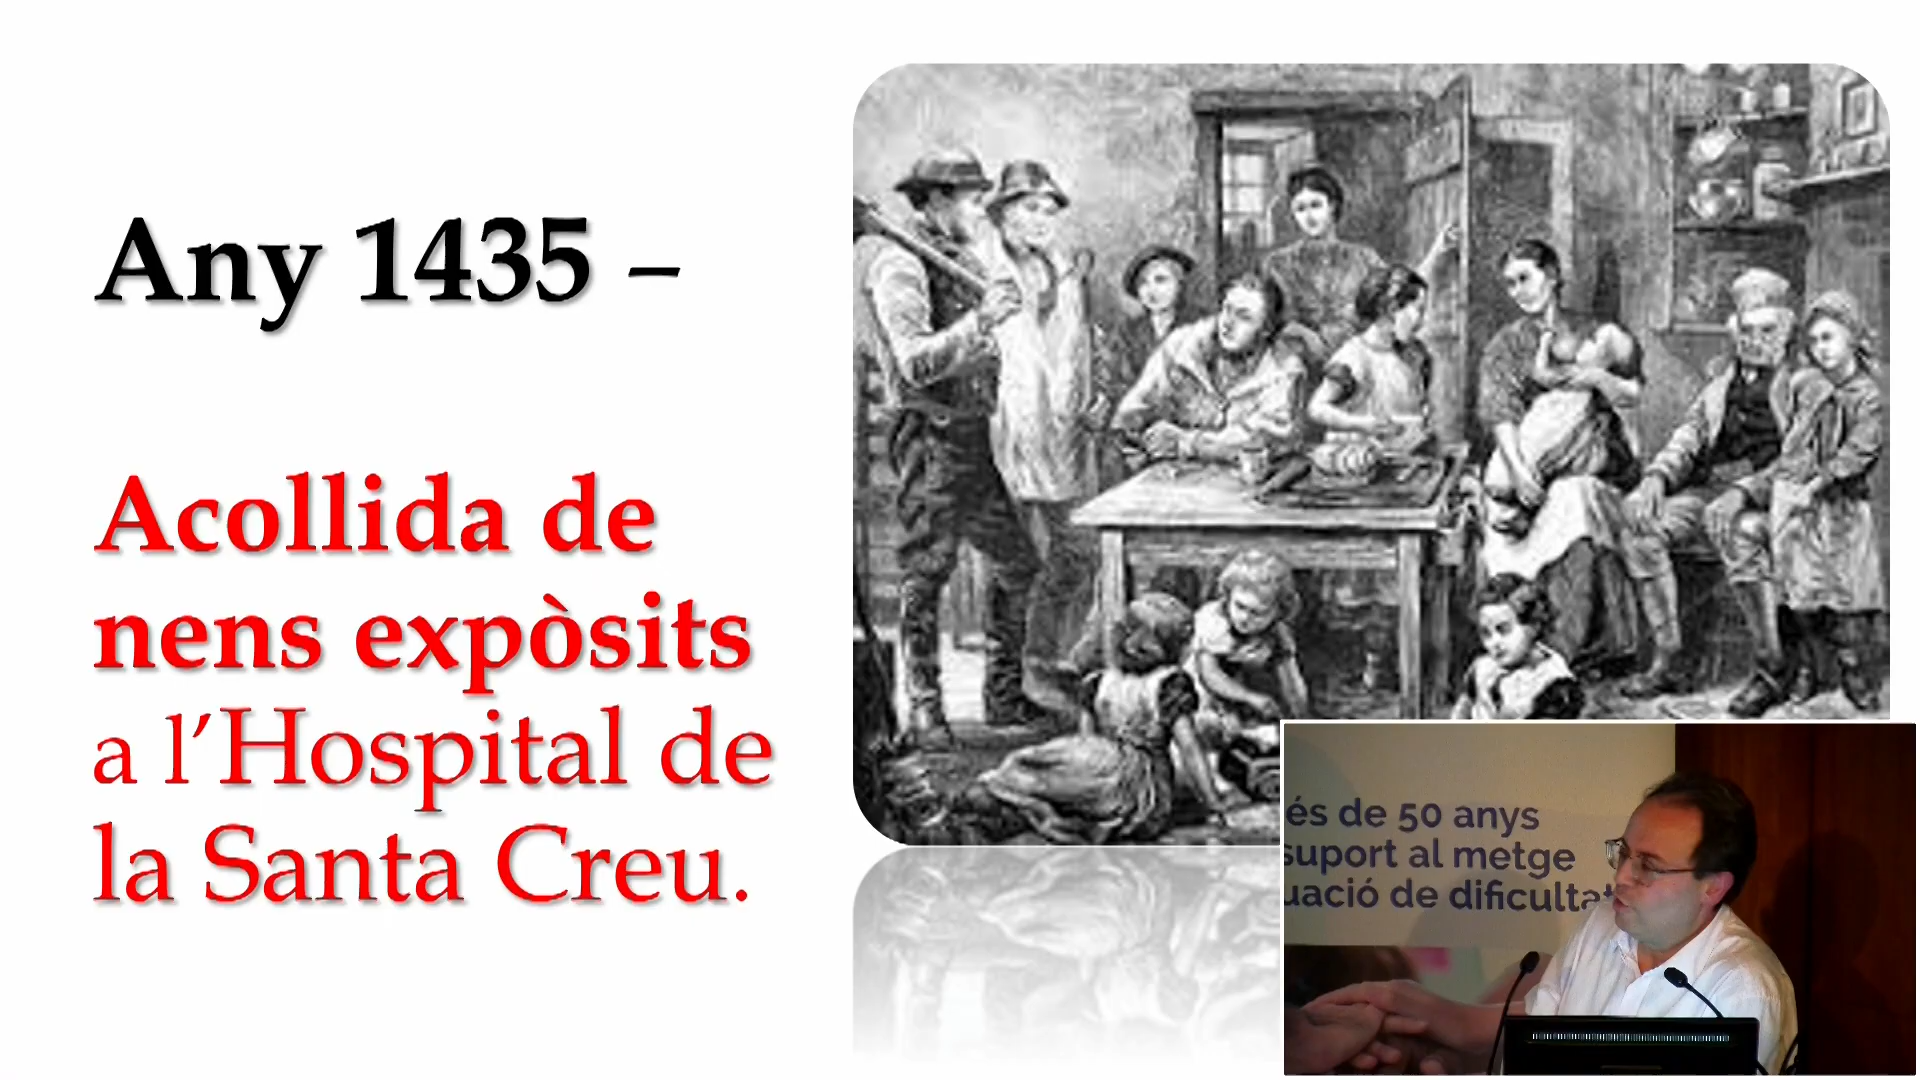 Any 1435 –
Acollida de
nens expòsits
a l’Hospital de
la Santa Creu.
és de 50 anys
suport al metge
uació de dificultat